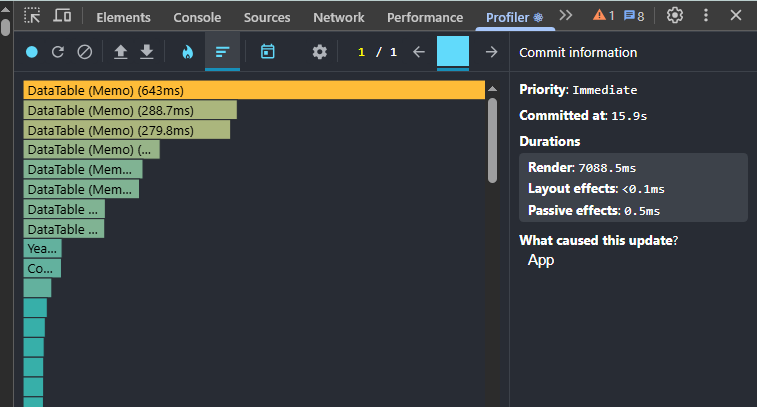 Elements Console Sources Network Performance Profiler 1 8
1 / 1
DataTable (Memo) (643ms)
DataTable (Memo) (288.7ms)
DataTable (Memo) (279.8ms)
DataTable (Memo) (...
DataTable (Mem...
DataTable (Mem...
DataTable ...
DataTable ...
Yea...
Co...
Commit information
Priority: Immediate
Committed at: 15.9s
Durations
Render: 7088.5ms
Layout effects: <0.1ms
Passive effects: 0.5ms
What caused this update?
App